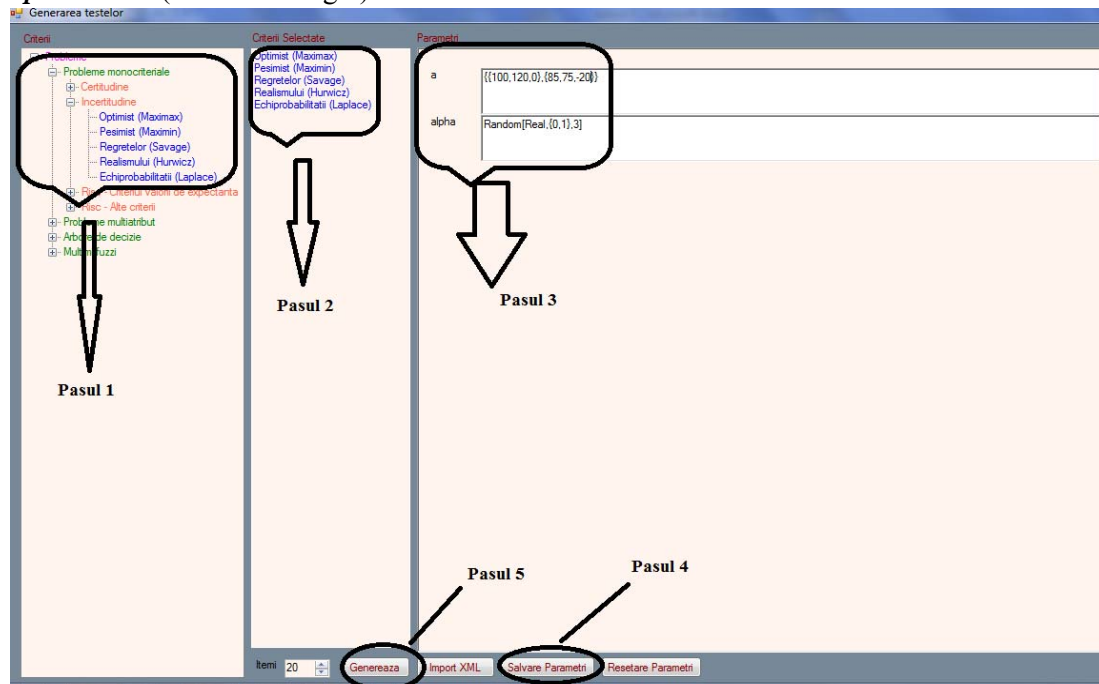 Generarea testelor
Criterii
Probleme monocriteriale
Certitudine
Incertitudine
Optimist (Maximax)
Pesimist (Maximin)
Regretelor (Savage)
Realismului (Hurwicz)
Echiprobabilitatii (Laplace)
Risc - Criteriul valorii de expectanta
Risc - Alte criterii
Probleme multiatribut
Arbore de decizie
fuzzi
Pasul 1
Criterii Selectate
Optimist (Maximax)
Pesimist (Maximin)
Regretelor (Savage)
Realismului (Hurwicz)
Echiprobabilitatii (Laplace)
Pasul 2
Parametri
a {{100,120,0},{85,75,-20}}
alpha Random[Real,{0,1},3]
Pasul 3
Pasul 5
Pasul 4
Itemi 20 Genereaza Import XML Salvare Parametri Resetare Parametri